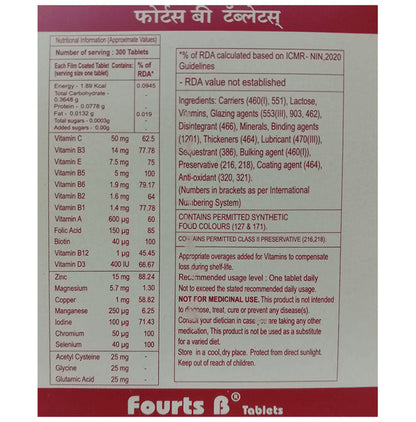 फोर्टस बी टॅब्लेटस्
Nutritional Information (Approximate Values)
Number of serving : 300 Tablets
Each Film Coated Tablet Contains: % of
(serving size one tablet) RDA*
Energy - 1.89 Kcal 0.0945
Total Carbohydrate -
0.3648 g
Protein - 0.0778 g
Fat - 0.0132 g 0.019
Total sugars - 0.0003g
Added sugars - 0.00g
Vitamin C 50 mg 62.5
Vitamin B3 14 mg 77.78
Vitamin E 7.5 mg 75
Vitamin B5 5 mg 100
Vitamin B6 1.9 mg 79.17
Vitamin B2 1.6 mg 64
Vitamin B1 1.4 mg 77.78
Vitamin A 600 µg 60
Folic Acid 150 µg 85
Biotin 40 µg 100
Vitamin B12 1 µg 45.45
Vitamin D3 400 IU 66.67
Zinc 15 mg 88.24
Magnesium 5.7 mg 1.30
Copper 1 mg 58.82
Manganese 250 µg 6.25
Iodine 100 µg 71.43
Chromium 50 µg 100
Selenium 40 µg 100
Acetyl Cysteine 25 mg -
Glycine 25 mg -
Glutamic Acid 25 mg -
*% of RDA calculated based on ICMR- NIN,2020
Guidelines
- RDA value not established
Ingredients: Carriers (460(I), 551), Lactose,
Vitamins, Glazing agents (553(III), 903, 462),
Disintegrant (466), Minerals, Binding agents
(1201), Thickeners (464), Lubricant (470(III)),
Sequestrant (386), Bulking agent (460(I)),
Preservative (216, 218), Coating agent (464),
Anti-oxidant (320, 321).
(Numbers in brackets as per International
Numbering System)
CONTAINS PERMITTED SYNTHETIC
FOOD COLOURS (127 & 171).
CONTAINS PERMITTED CLASS II PRESERVATIVE (216,218).
Appropriate overages added for Vitamins to compensate
loss during shelf-life.
Recommended usage level : One tablet daily
Not to exceed the stated recommended daily usage.
NOT FOR MEDICINAL USE. This product is not intended
to diagnose, treat, cure or prevent any disease(s).
Consult your dietician in case you are taking any other
medication, This product is not be used as a substitute
for a varied diet.
Store in a cool, dry place. Protect from direct sunlight.
Keep out of reach of children.
Fourts B® Tablets